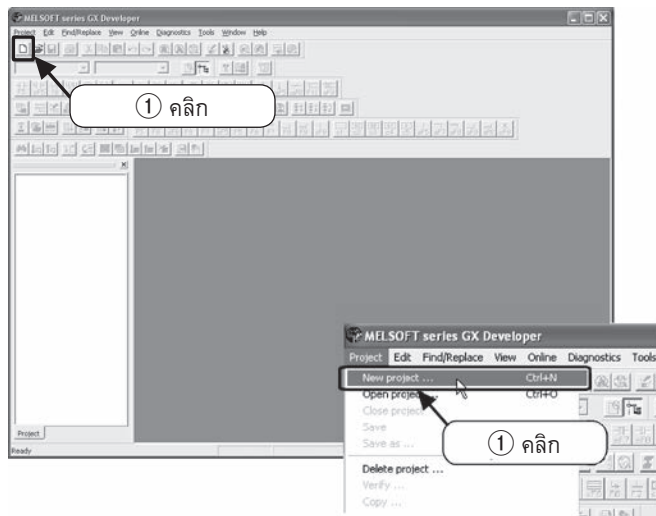 MELSOFT series GX Developer
Project Edit Find/Replace View Online Diagnostics Tools Window Help
① คลิก
Project
Ready
MELSOFT series GX Developer
Project Edit Find/Replace View Online Diagnostics Tools
New project ... Ctrl+N
Open project ... Ctrl+O
Close project
Save
Save as ...
① คลิก
Delete project ...
Verify ...
Copy ...